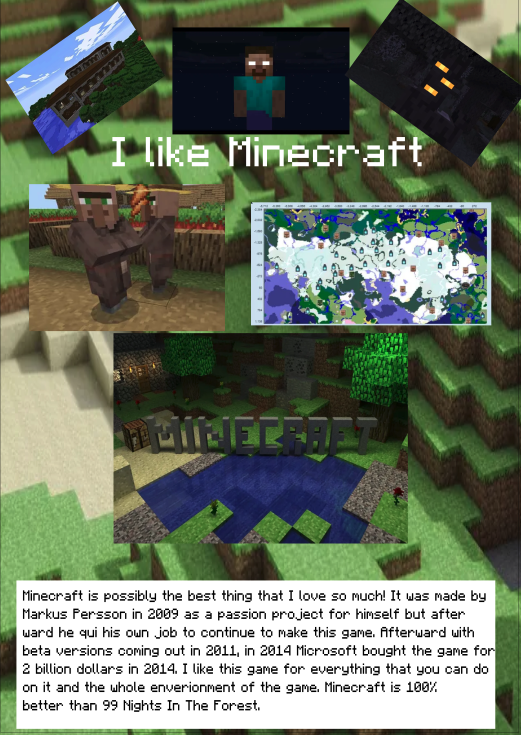 I like Minecraft
MINECRAFT
Minecraft is possibly the best thing that I love so much! It was made by
Markus Persson in 2009 as a passion project for himself but after
ward he qui his own job to continue to make this game. Afterward with
beta versions coming out in 2011, in 2014 Microsoft bought the game for
2 billion dollars in 2014. I like this game for everything that you can do
on it and the whole enverionment of the game. Minecraft is 100%
better than 99 Nights In The Forest.